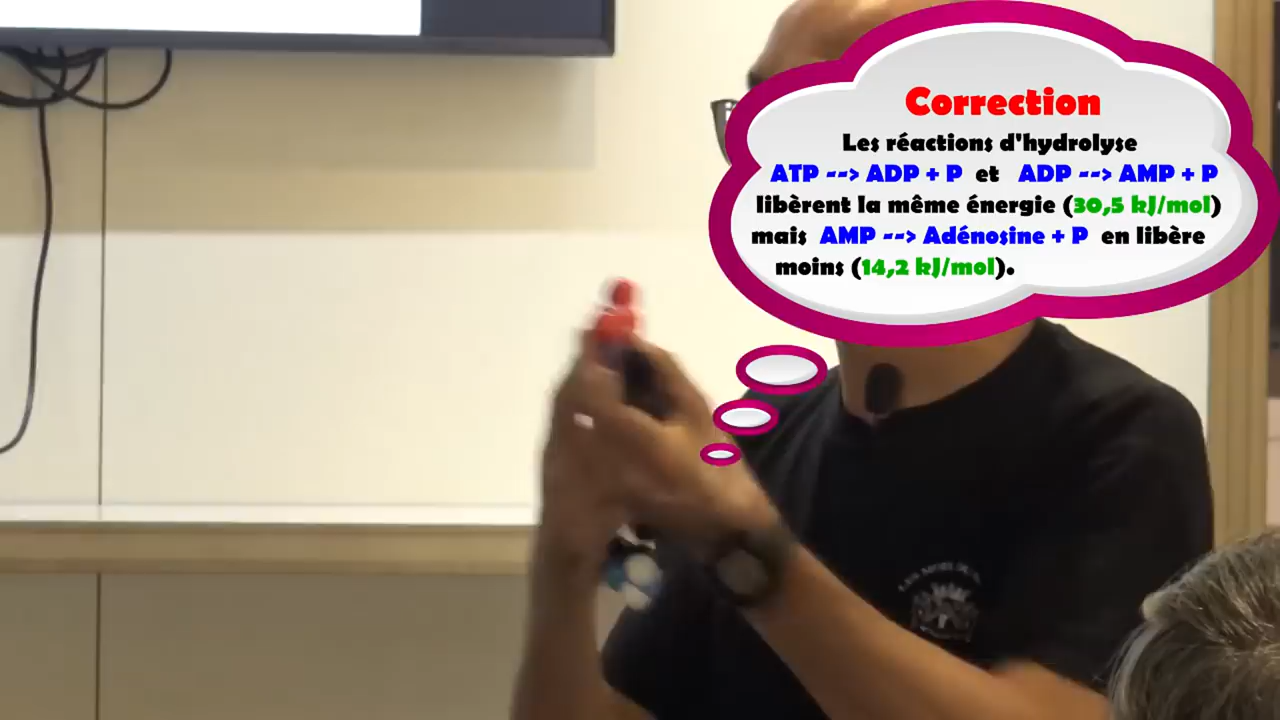 Correction
Les réactions d'hydrolyse
ATP --> ADP + P et ADP --> AMP + P
libèrent la même énergie (30,5 kJ/mol)
mais AMP --> Adénosine + P en libère
moins (14,2 kJ/mol).